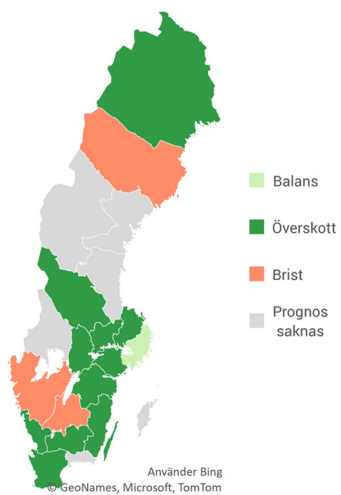 Balans
Överskott
Brist
Prognos
saknas
Använder Bing
© GeoNames, Microsoft, TomTom